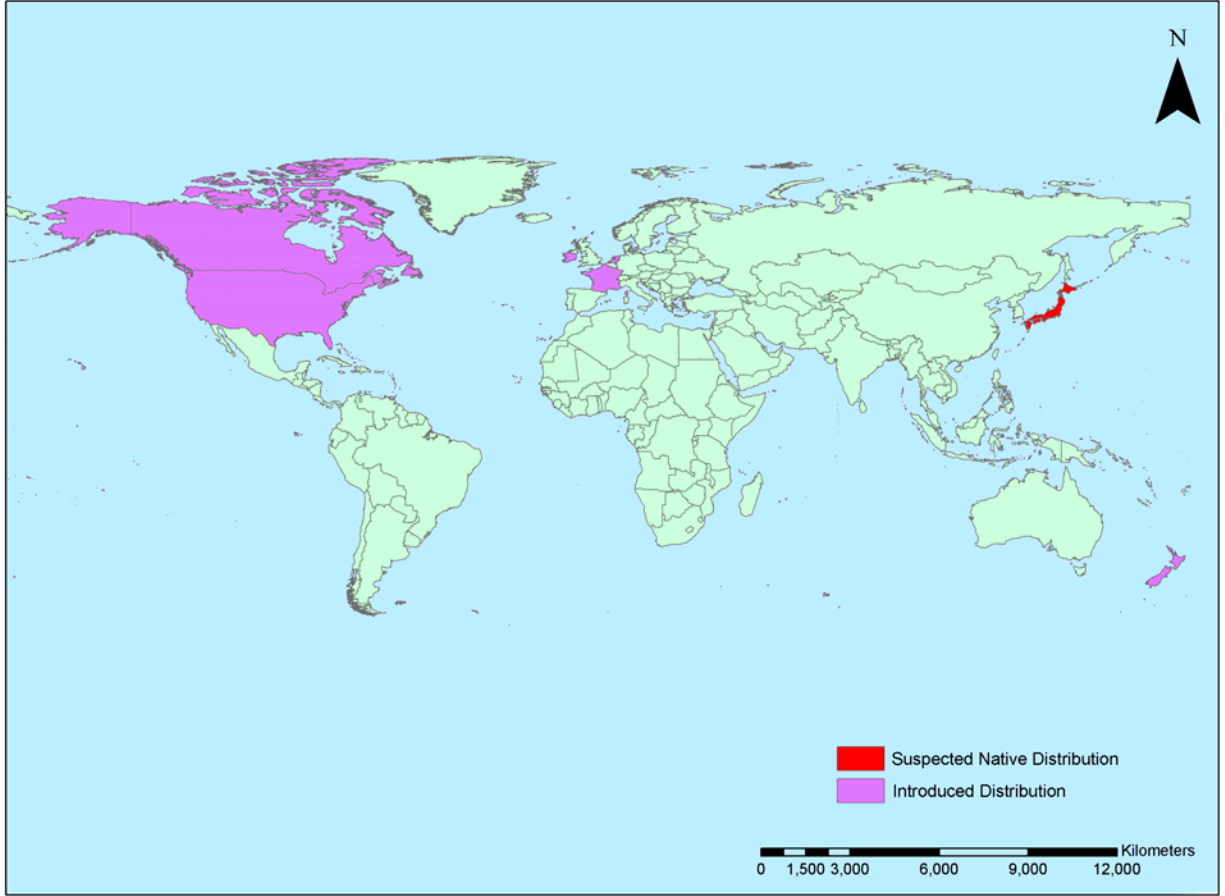 N
Suspected Native Distribution
Introduced Distribution
Kilometers
0 1,500 3,000 6,000 9,000 12,000